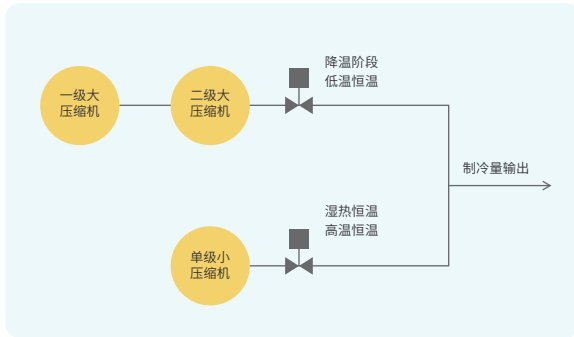 降温阶段
低温恒温
一级大
压缩机
二级大
压缩机
制冷量输出
湿热恒温
高温恒温
单级小
压缩机